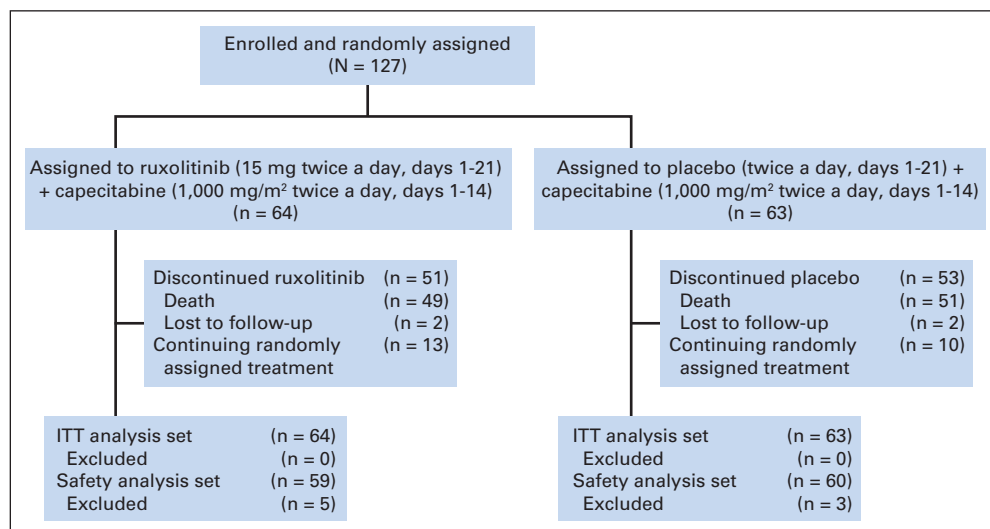 Enrolled and randomly assigned
(N = 127)
Assigned to ruxolitinib (15 mg twice a day, days 1-21)
+ capecitabine (1,000 mg/m² twice a day, days 1-14)
(n = 64)
Assigned to placebo (twice a day, days 1-21) +
capecitabine (1,000 mg/m² twice a day, days 1-14)
(n = 63)
Discontinued ruxolitinib (n = 51)
Death (n = 49)
Lost to follow-up (n = 2)
Continuing randomly (n = 13)
assigned treatment
Discontinued placebo (n = 53)
Death (n = 51)
Lost to follow-up (n = 2)
Continuing randomly (n = 10)
assigned treatment
ITT analysis set (n = 64)
Excluded (n = 0)
Safety analysis set (n = 59)
Excluded (n = 5)
ITT analysis set (n = 63)
Excluded (n = 0)
Safety analysis set (n = 60)
Excluded (n = 3)